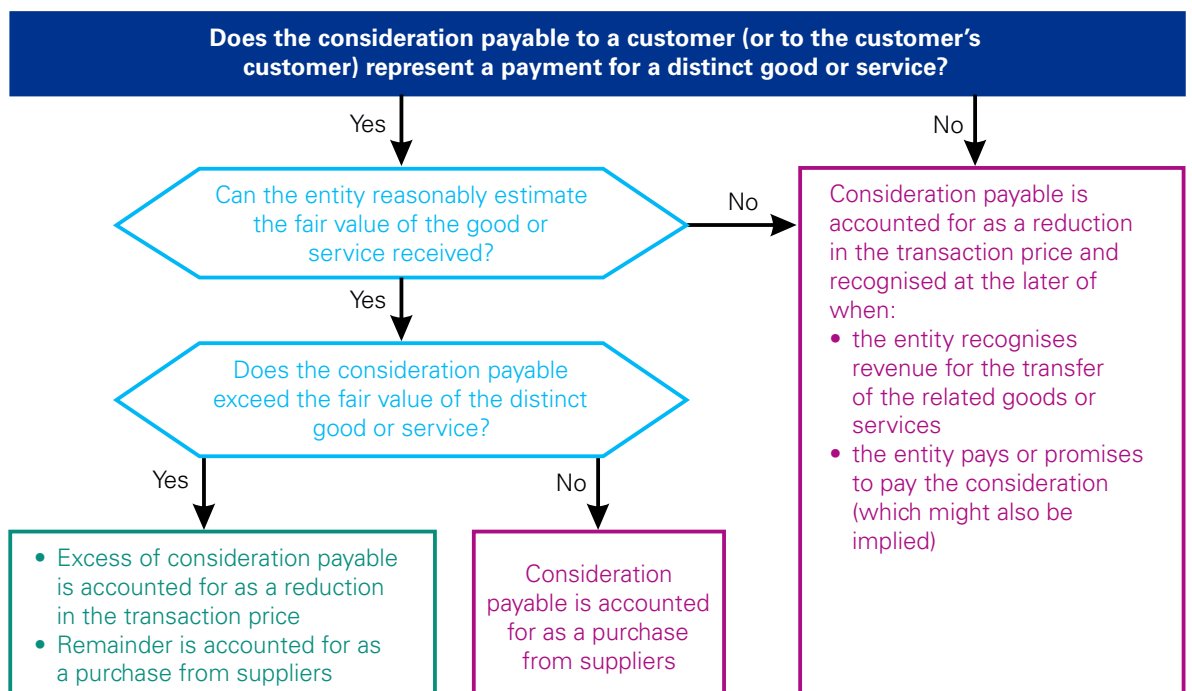 Does the consideration payable to a customer (or to the customer’s
customer) represent a payment for a distinct good or service?
Yes
No
Can the entity reasonably estimate
the fair value of the good or
service received?
No
Yes
Does the consideration payable
exceed the fair value of the distinct
good or service?
Yes
No
• Excess of consideration payable
is accounted for as a reduction
in the transaction price
• Remainder is accounted for as
a purchase from suppliers
Consideration
payable is accounted
for as a purchase
from suppliers
Consideration payable is
accounted for as a reduction
in the transaction price and
recognised at the later of
when:
• the entity recognises
revenue for the transfer
of the related goods or
services
• the entity pays or promises
to pay the consideration
(which might also be
implied)